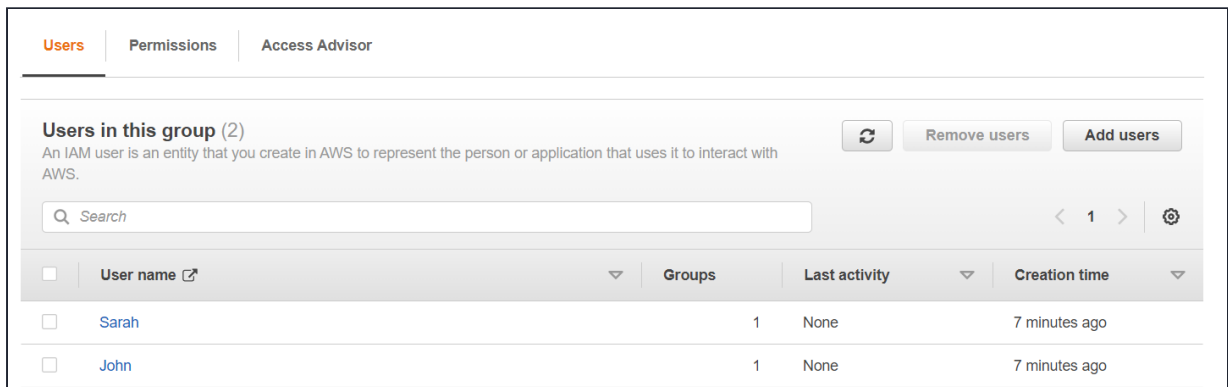 Users Permissions Access Advisor
Users in this group (2)
Remove users Add users
An IAM user is an entity that you create in AWS to represent the person or application that uses it to interact with
AWS.
Search
1
User name Groups Last activity Creation time
Sarah 1 None 7 minutes ago
John 1 None 7 minutes ago